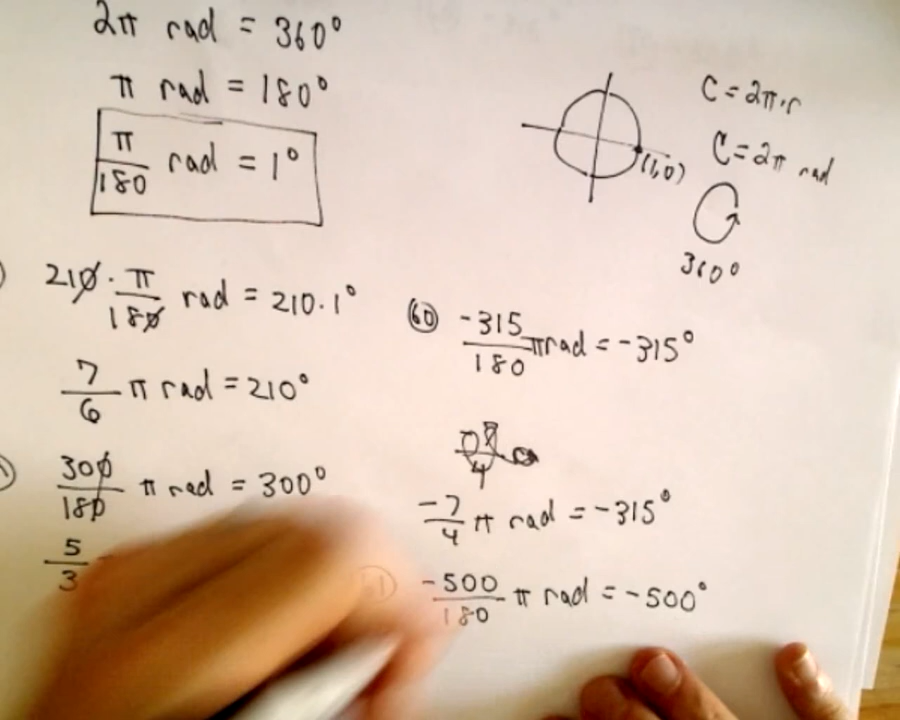 2π rad = 360°
π rad = 180°
π/180 rad = 1°
C = 2π·r
C = 2π rad
(1,0)
360°
210 · π/180 rad = 210·1°
7/6 π rad = 210°
300/180 π rad = 300°
5/3
60 -315/180 π rad = -315°
4
-7/4 π rad = -315°
-500/180 π rad = -500°